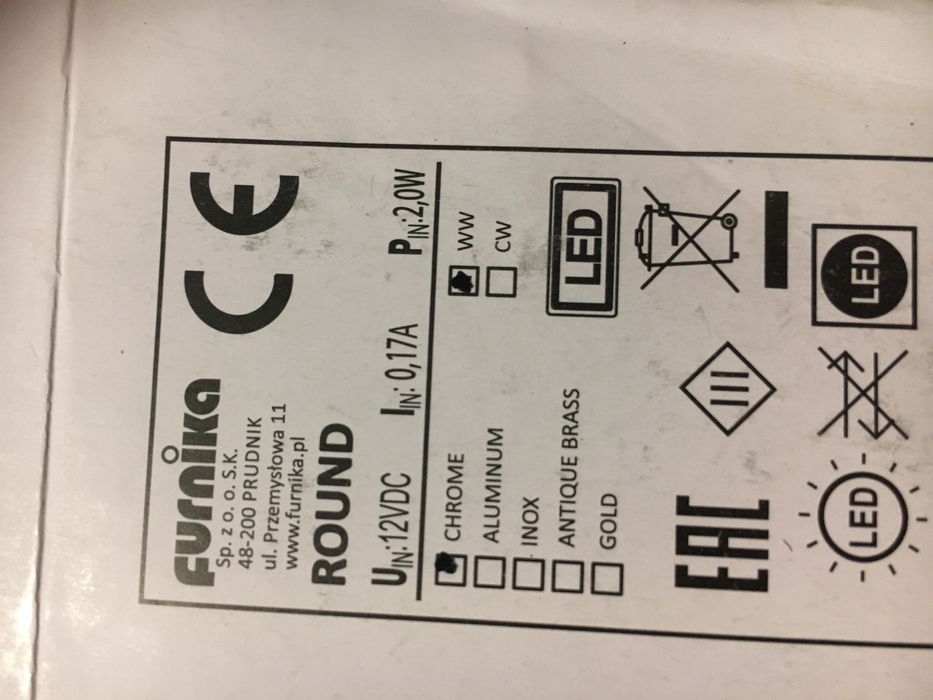 Furnika
CE
Sp. z o. o. S.K.
48-200 PRUDNIK
ul. Przemysłowa 11
www.furnika.pl
ROUND
UIN:12VDC IIN: 0,17A PIN:2,0W
CHROME
ALUMINUM
INOX
ANTIQUE BRASS
GOLD
WW
CW
LED
EAC
III
LED
LED